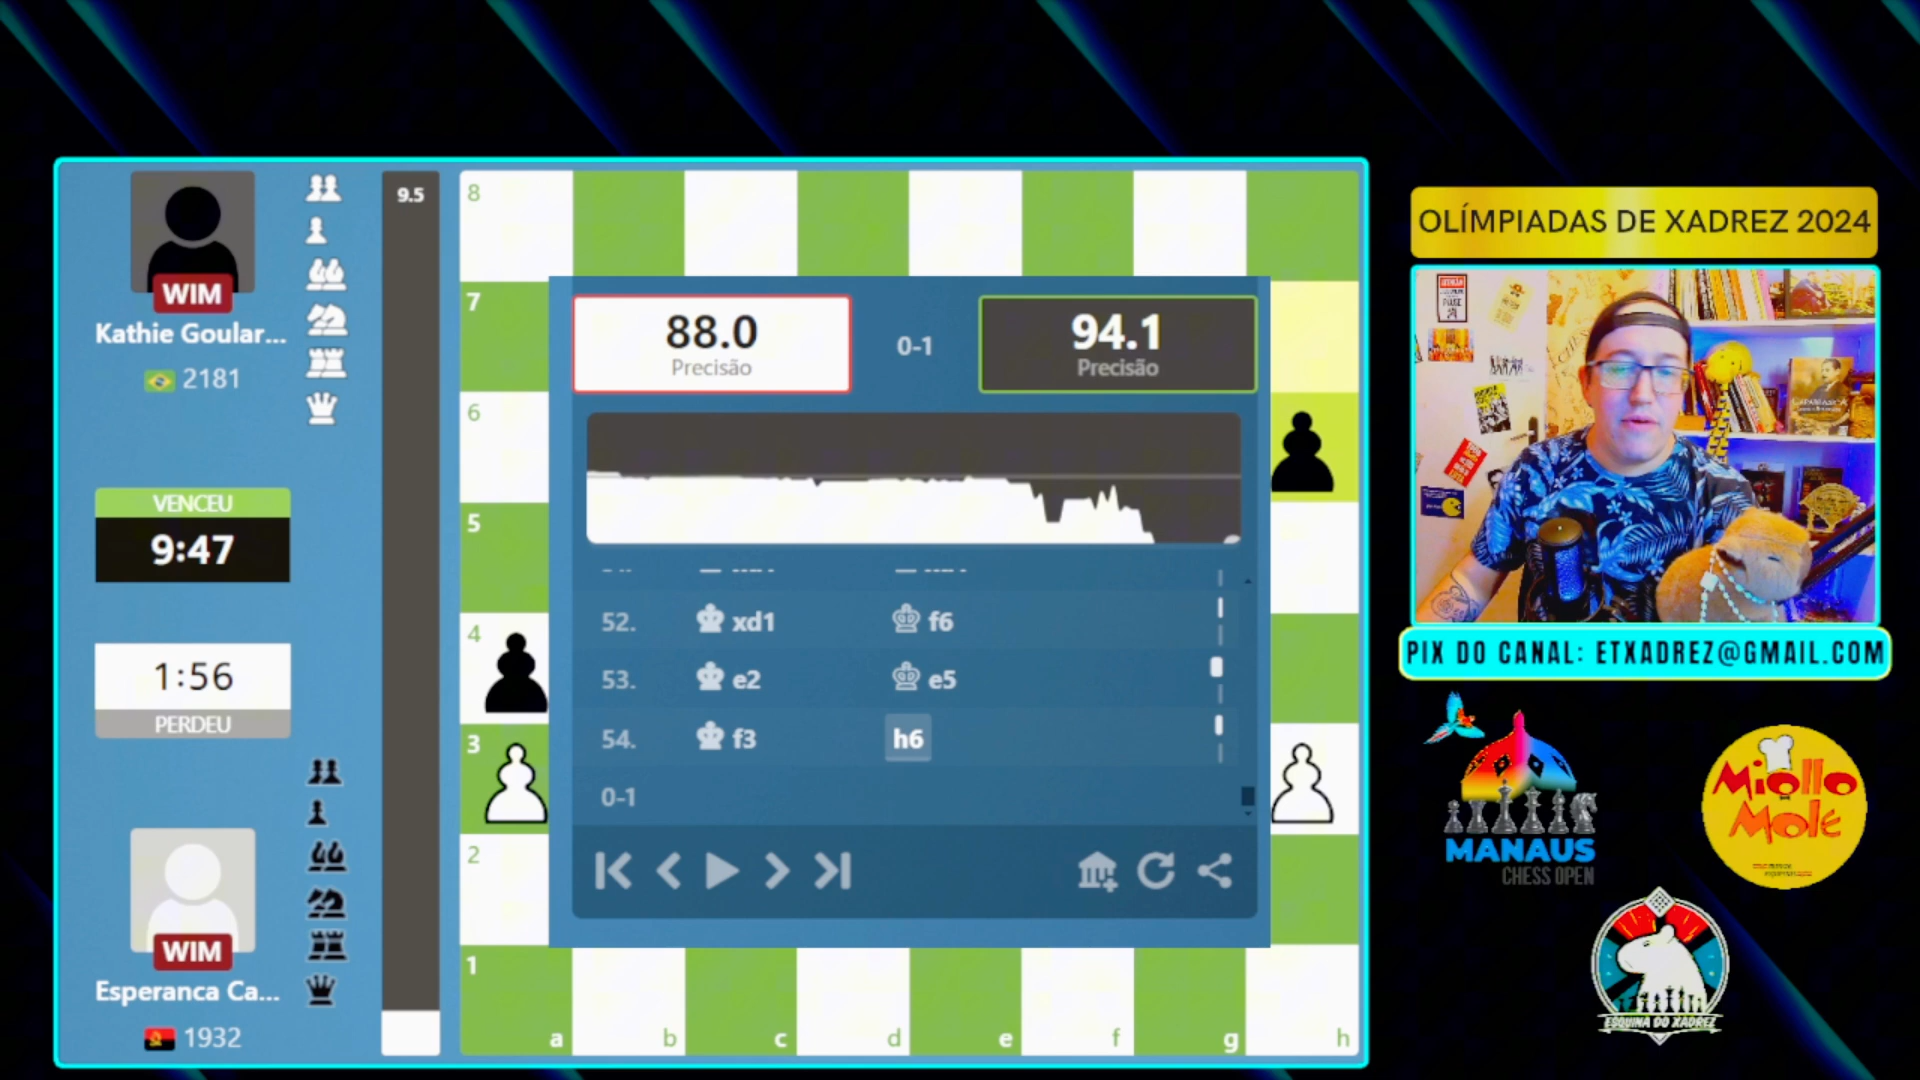 WIM
Kathie Goular...
2181
VENCEU
9:47
1:56
PERDEU
WIM
Esperanca Ca...
1932
9.5
8
7
6
5
4
3
2
1
a b c d e f g h
88.0
Precisão
0-1
94.1
Precisão
52. xd1 f6
53. e2 e5
54. f3 h6
0-1
OLÍMPIADAS DE XADREZ 2024
PIX DO CANAL: ETXADREZ@GMAIL.COM
MANAUS
CHESS OPEN
Miollo
Mole
ESQUINA DO XADREZ